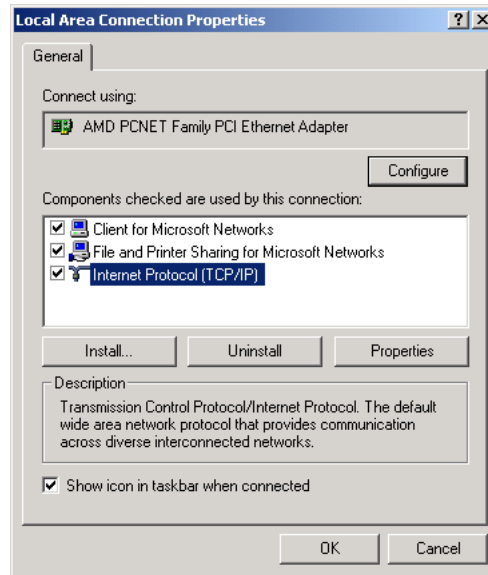 Local Area Connection Properties
General
Connect using:
AMD PCNET Family PCI Ethernet Adapter
Configure
Components checked are used by this connection:
Client for Microsoft Networks
File and Printer Sharing for Microsoft Networks
Internet Protocol (TCP/IP)
Install... Uninstall Properties
Description
Transmission Control Protocol/Internet Protocol. The default
wide area network protocol that provides communication
across diverse interconnected networks.
Show icon in taskbar when connected
OK Cancel